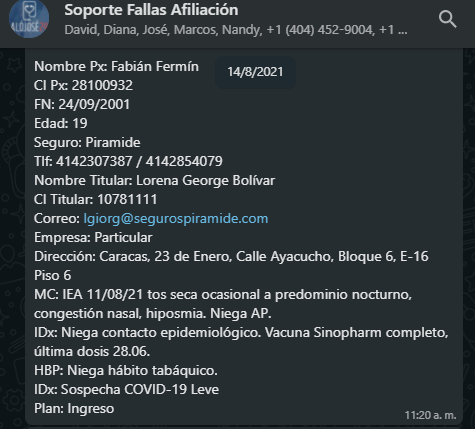 Soporte Fallas Afiliación
David, Diana, José, Marcos, Nandy, +1 (404) 452-9004, +1 ...
14/8/2021
Nombre Px: Fabián Fermín
CI Px: 28100932
FN: 24/09/2001
Edad: 19
Seguro: Piramide
Tlf: 4142307387 / 4142854079
Nombre Titular: Lorena George Bolívar
CI Titular: 10781111
Correo: lgiorg@segurospiramide.com
Empresa: Particular
Dirección: Caracas, 23 de Enero, Calle Ayacucho, Bloque 6, E-16
Piso 6
MC: IEA 11/08/21 tos seca ocasional a predominio nocturno,
congestión nasal, hiposmia. Niega AP.
IDx: Niega contacto epidemiológico. Vacuna Sinopharm completo,
última dosis 28.06.
HBP: Niega hábito tabáquico.
IDx: Sospecha COVID-19 Leve
Plan: Ingreso
11:20 a. m.